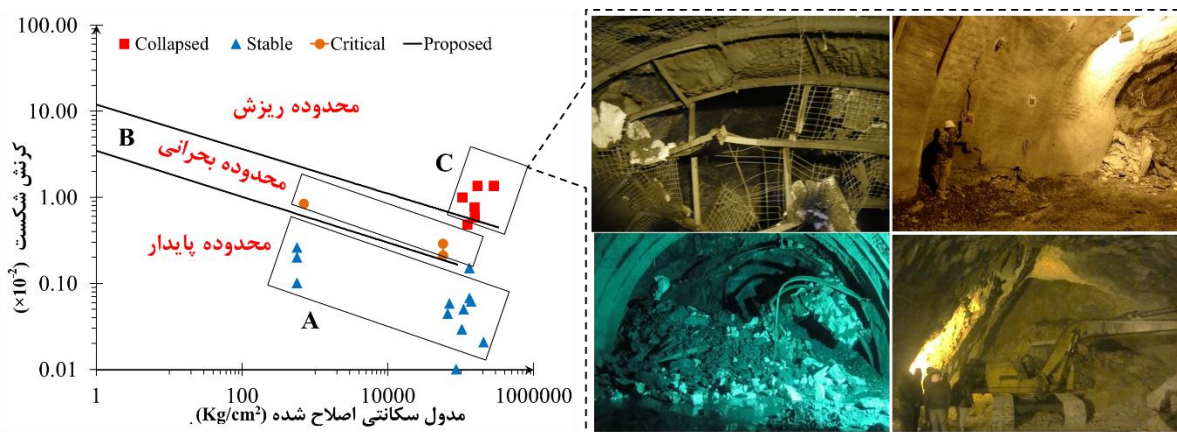 100.00
10.00
1.00
0.10
0.01
Collapsed Stable Critical Proposed
محدوده ریزش
B
محدوده بحرانی
C
محدوده پایدار
A
کرنش شکست (×10⁻²)
1 100 10000 1000000
مدول سکانتی اصلاح شده (Kg/cm²).